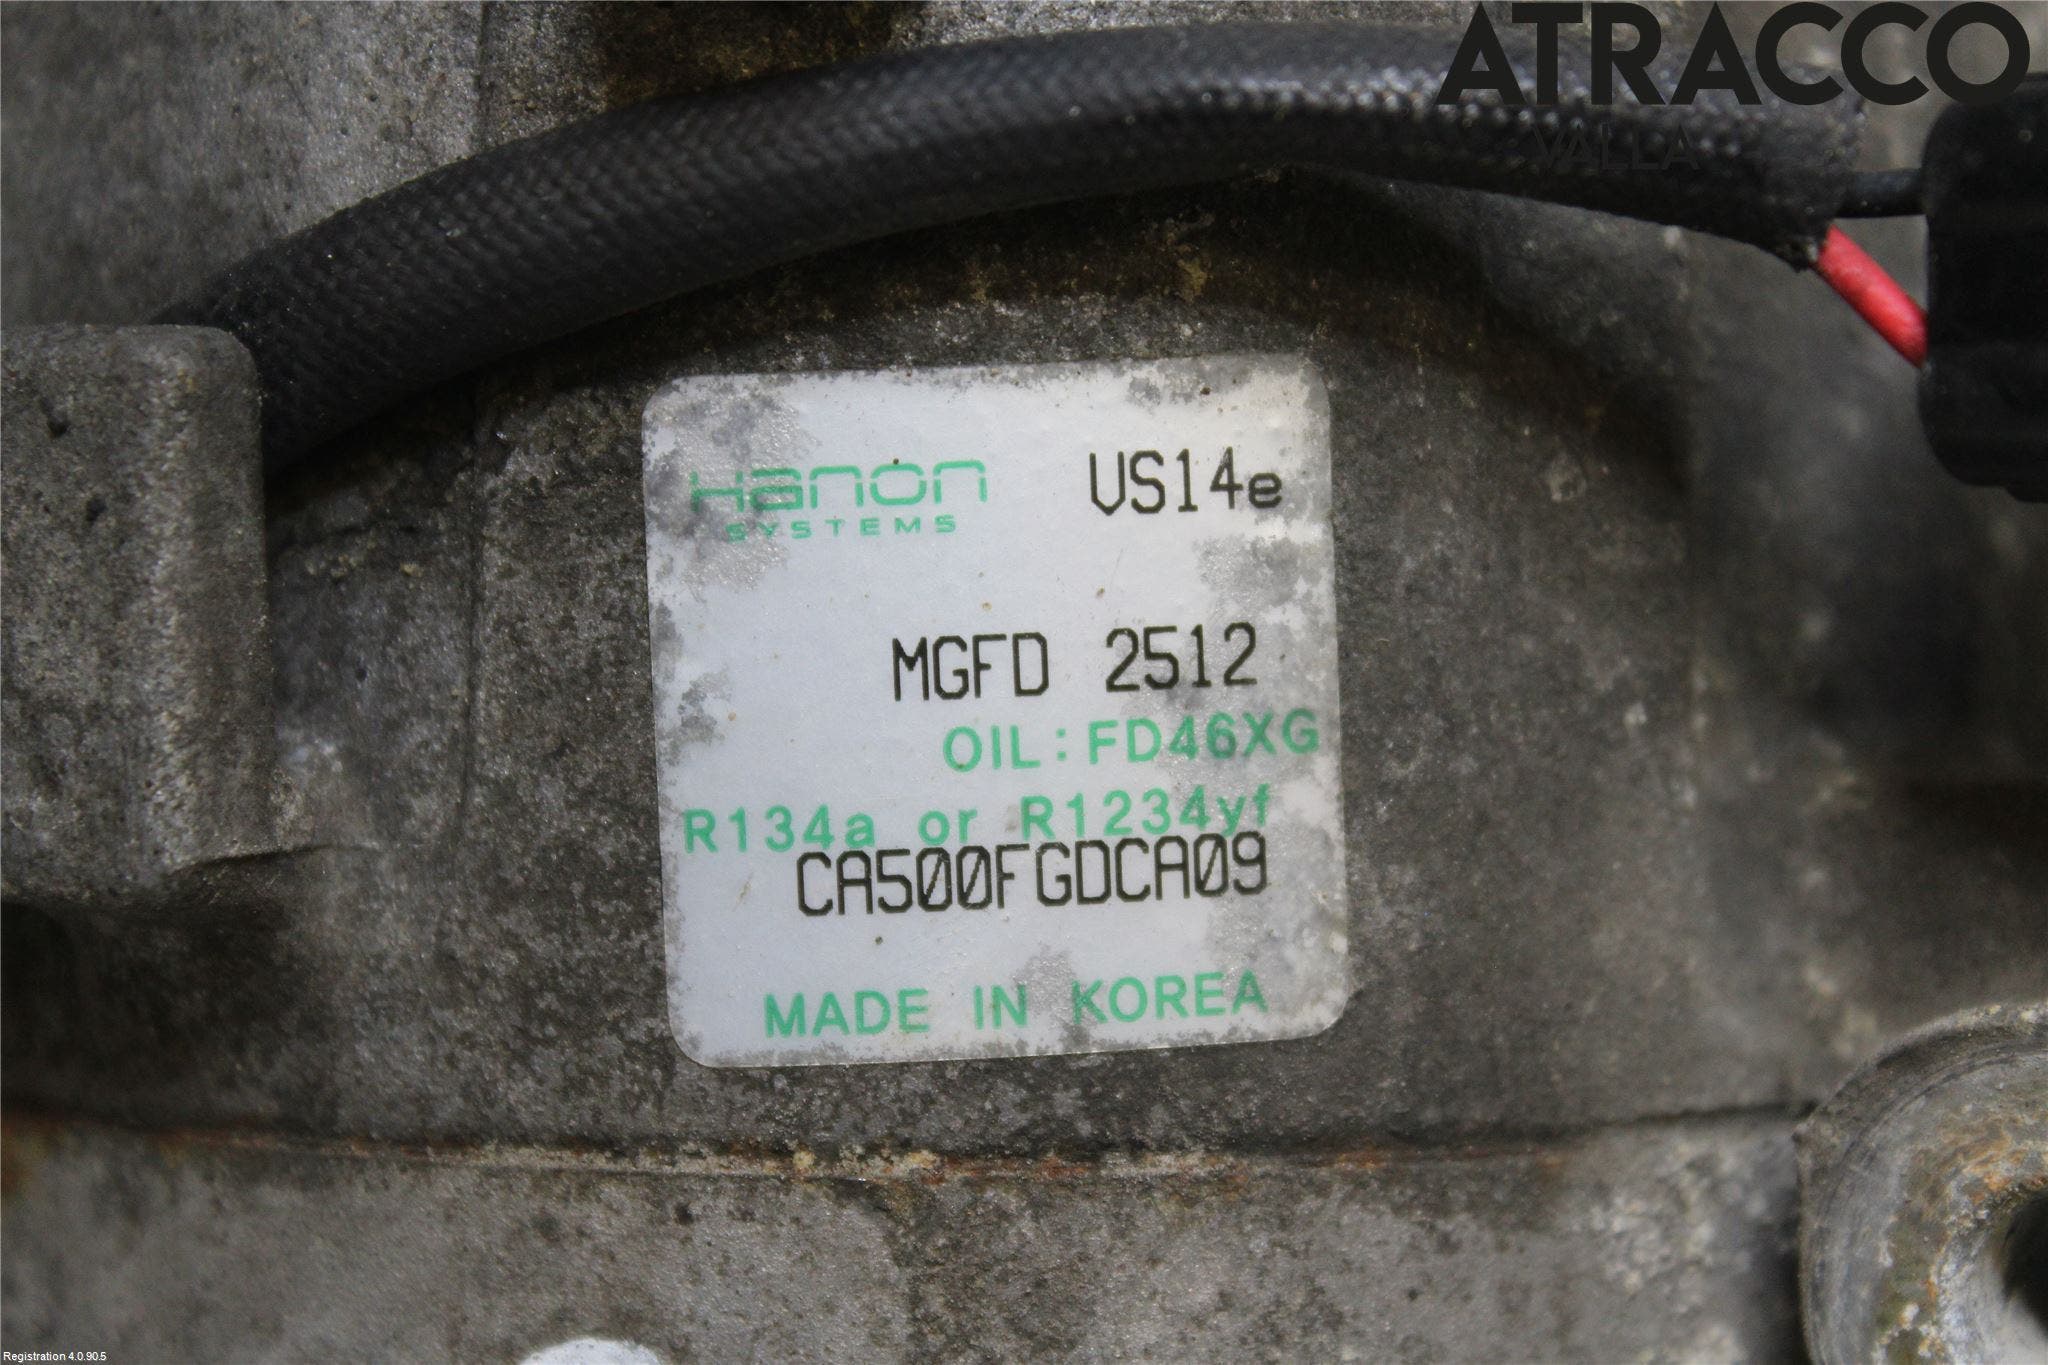 ATRACCO
VALLA
Hanon VS14e
SYSTEMS
MGFD 2512
OIL:FD46XG
R134a or R1234yf
CA500FGDCA09
MADE IN KOREA
Registration 4.0.90.5